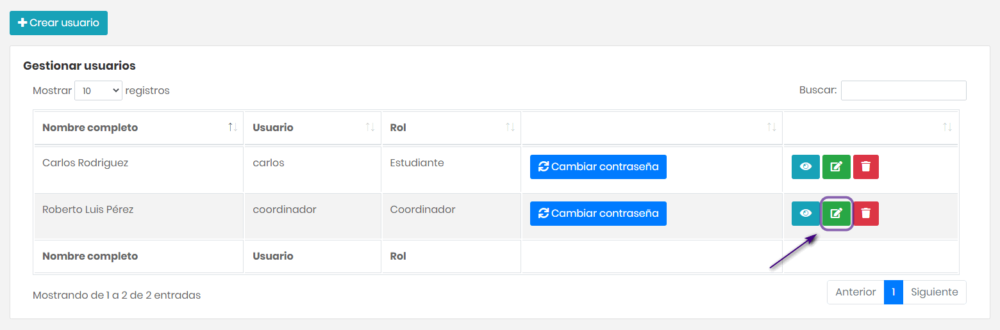 Crear usuario
Gestionar usuarios
Mostrar 10 registros
Buscar:
Nombre completo Usuario Rol
Carlos Rodriguez carlos Estudiante Cambiar contraseña
Roberto Luis Pérez coordinador Coordinador Cambiar contraseña
Nombre completo Usuario Rol
Mostrando de 1 a 2 de 2 entradas
Anterior 1 Siguiente